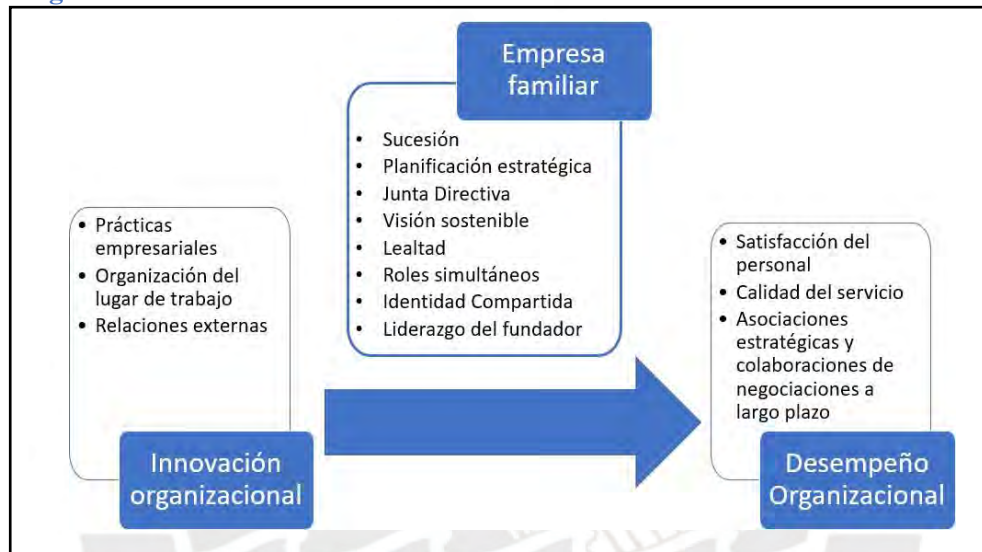 Empresa
familiar
• Sucesión
• Planificación estratégica
• Junta Directiva
• Visión sostenible
• Lealtad
• Roles simultáneos
• Identidad Compartida
• Liderazgo del fundador
• Prácticas
empresariales
• Organización del
lugar de trabajo
• Relaciones externas
Innovación
organizacional
• Satisfacción del
personal
• Calidad del servicio
• Asociaciones
estratégicas y
colaboraciones de
negociaciones a
largo plazo
Desempeño
Organizacional